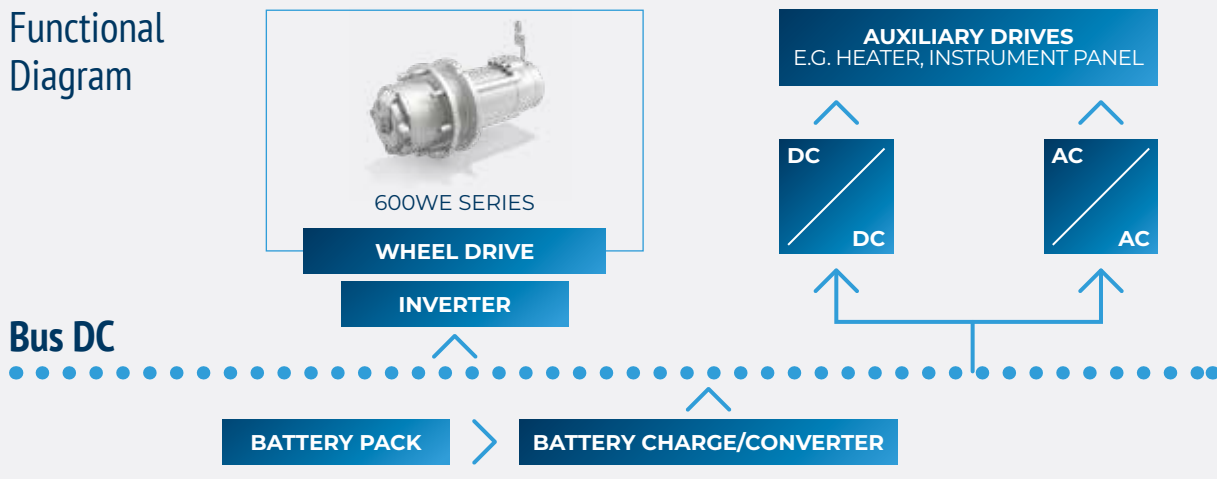 Functional
Diagram
600WE SERIES
WHEEL DRIVE
INVERTER
AUXILIARY DRIVES
E.G. HEATER, INSTRUMENT PANEL
DC
DC
AC
AC
Bus DC
BATTERY PACK
BATTERY CHARGE/CONVERTER